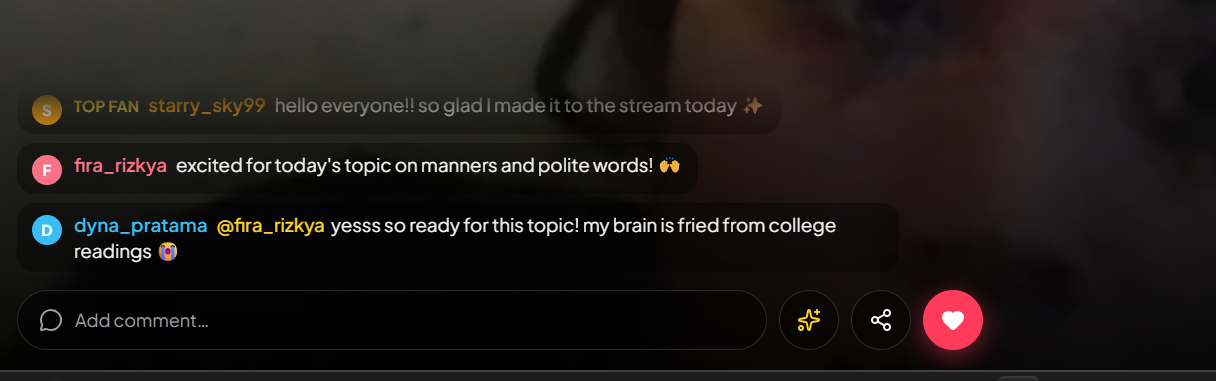 S TOP FAN starry_sky99 hello everyone!! so glad I made it to the stream today ✨
F fira_rizkya excited for today's topic on manners and polite words! 🙌
D dyna_pratama @fira_rizkya yesss so ready for this topic! my brain is fried from college
readings 😭
Add comment...